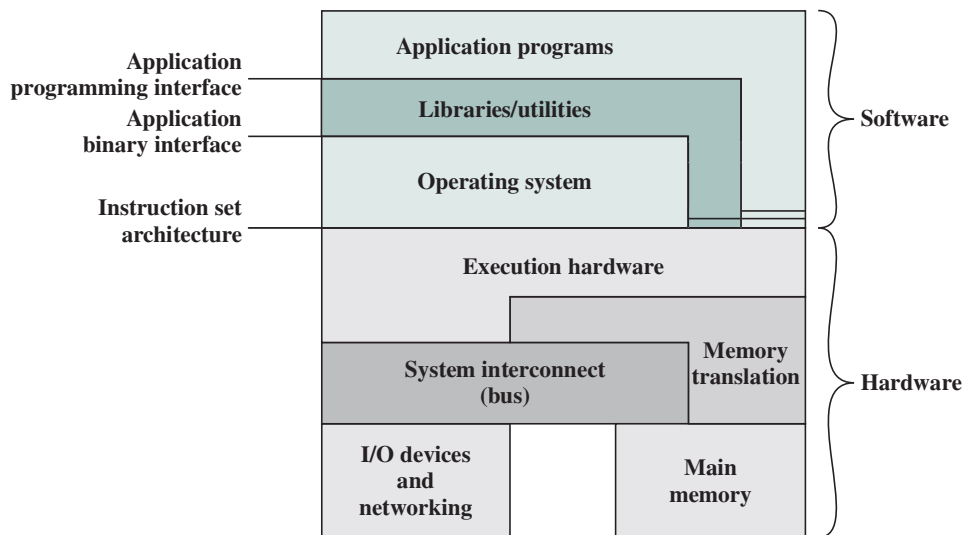 Application programs
Application
programming interface
Libraries/utilities
Application
binary interface
Software
Operating system
Instruction set
architecture
Execution hardware
Memory
translation
System interconnect
(bus)
Hardware
I/O devices
and
networking
Main
memory